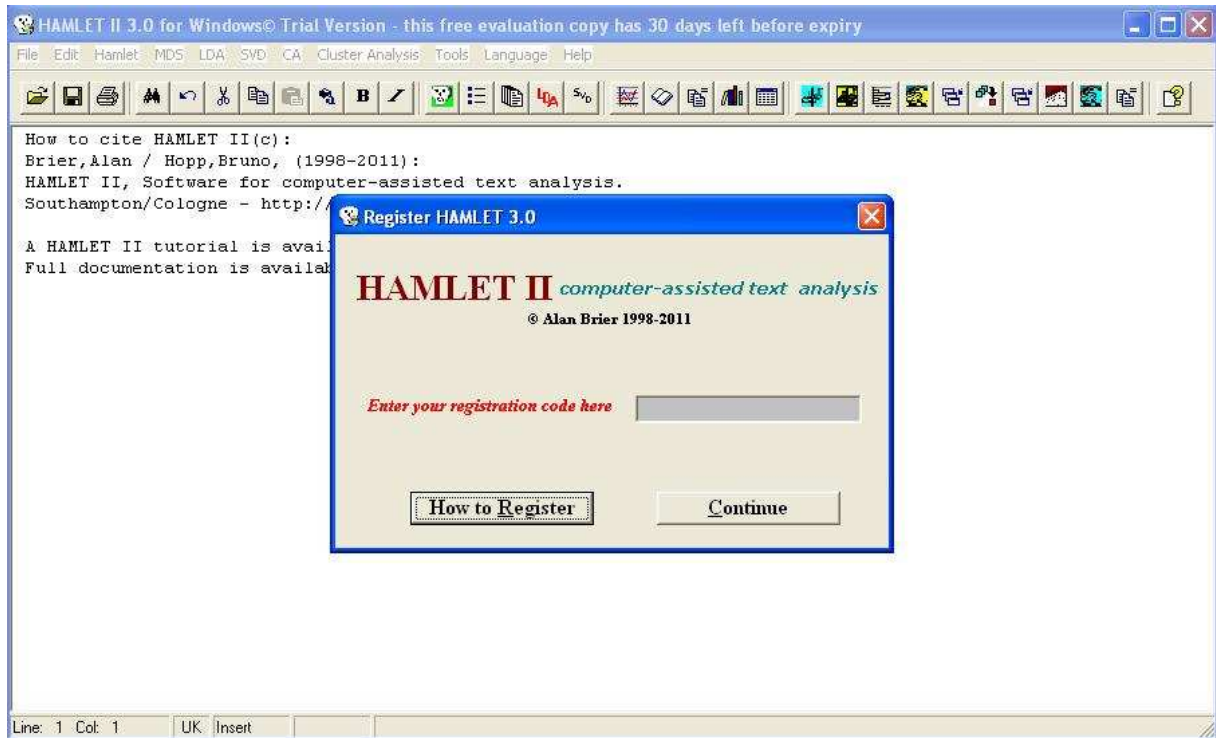 HAMLET II 3.0 for Windows© Trial Version - this free evaluation copy has 30 days left before expiry
File Edit Hamlet MDS LDA SVD CA Cluster Analysis Tools Language Help
B I LDA SVD
How to cite HAMLET II(c):
Brier,Alan / Hopp,Bruno, (1998-2011):
HAMLET II, Software for computer-assisted text analysis.
Southampton/Cologne - http://
A HAMLET II tutorial is avai
Full documentation is availab
Register HAMLET 3.0
HAMLET II computer-assisted text analysis
© Alan Brier 1998-2011
Enter your registration code here
How to Register Continue
Line: 1 Col: 1 UK Insert